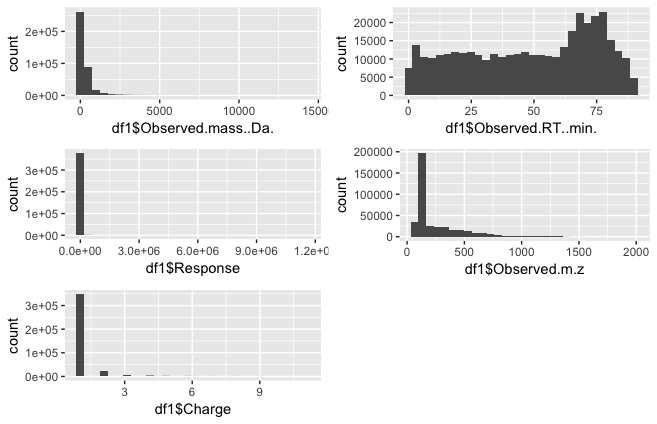 count
2e+05
1e+05
0e+00
0
5000
10000
15000
df1$Observed.mass..Da.
count
20000
15000
10000
5000
0
0
25
50
75
df1$Observed.RT..min.
count
3e+05
2e+05
1e+05
0e+00
0.0e+00
3.0e+06
6.0e+06
9.0e+06
1.2e+0
df1$Response
count
200000
150000
100000
50000
0
0
500
1000
1500
2000
df1$Observed.m.z
count
3e+05
2e+05
1e+05
0e+00
3
6
9
df1$Charge